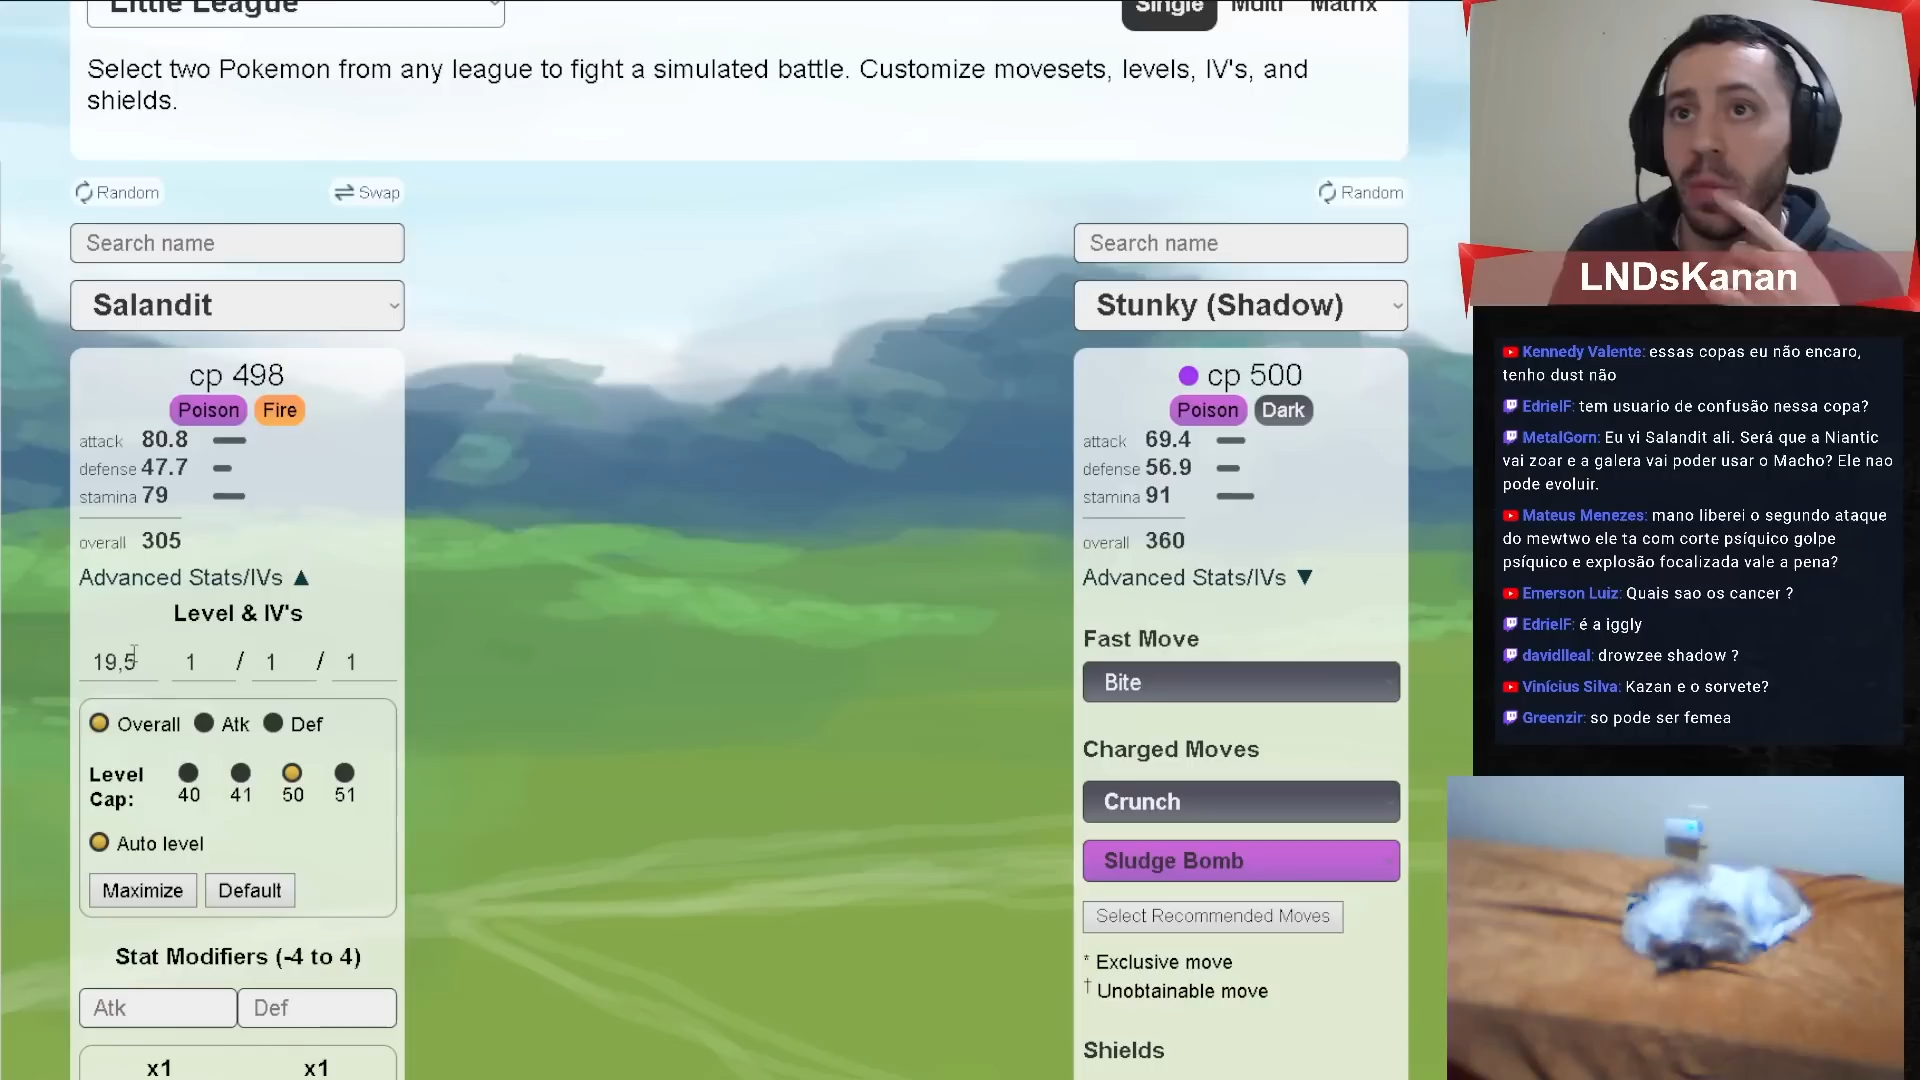 Little League
Single Multi Matrix
Select two Pokemon from any league to fight a simulated battle. Customize movesets, levels, IV's, and
shields.
Random
Swap
Random
Search name
Search name
Salandit
Stunky (Shadow)
cp 498
Poison Fire
attack 80.8
defense 47.7
stamina 79
overall 305
Advanced Stats/IVs ▲
Level & IV's
19,5 1 / 1 / 1
Overall Atk Def
Level
Cap:
40 41 50 51
Auto level
Maximize Default
Stat Modifiers (-4 to 4)
Atk Def
x1 x1
cp 500
Poison Dark
attack 69.4
defense 56.9
stamina 91
overall 360
Advanced Stats/IVs ▼
Fast Move
Bite
Charged Moves
Crunch
Sludge Bomb
Select Recommended Moves
* Exclusive move
† Unobtainable move
Shields
LNDsKanan
Kennedy Valente: essas copas eu não encaro,
tenho dust não
EdrielF: tem usuario de confusão nessa copa?
MetalGorn: Eu vi Salandit ali. Será que a Niantic
vai zoar e a galera vai poder usar o Macho? Ele nao
pode evoluir.
Mateus Menezes: mano liberei o segundo ataque
do mewtwo ele ta com corte psíquico golpe
psíquico e explosão focalizada vale a pena?
Emerson Luiz: Quais sao os cancer ?
EdrielF: é a iggly
davidlleal: drowzee shadow ?
Vinícius Silva: Kazan e o sorvete?
Greenzir: so pode ser femea